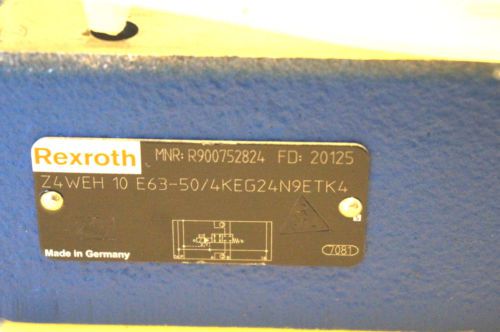 Rexroth MNR: R900752824 FD: 20125
Z4WEH 10 E63-50/4KEG24N9ETK4
Made in Germany 7081